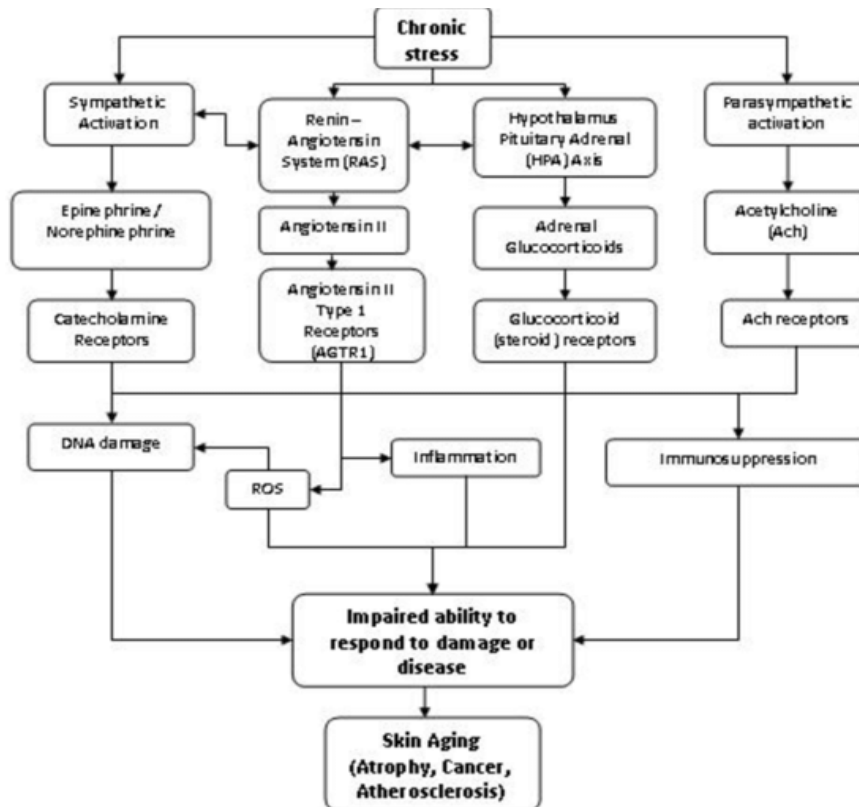 Chronic
stress
Sympathetic
Activation
Renin–
Angiotensin
System (RAS)
Hypothalamus
Pituitary Adrenal
(HPA) Axis
Parasympathetic
activation
Epine phrine /
Norephine phrine
Angiotensin II
Adrenal
Glucocorticoids
Acetylcholine
(Ach)
Catecholamine
Receptors
Angiotensin II
Type 1
Receptors
(AGTR1)
Glucocorticoid
(steroid) receptors
Ach receptors
DNA damage
ROS
Inflammation
Immunosuppression
Impaired ability to
respond to damage or
disease
Skin Aging
(Atrophy, Cancer,
Atherosclerosis)